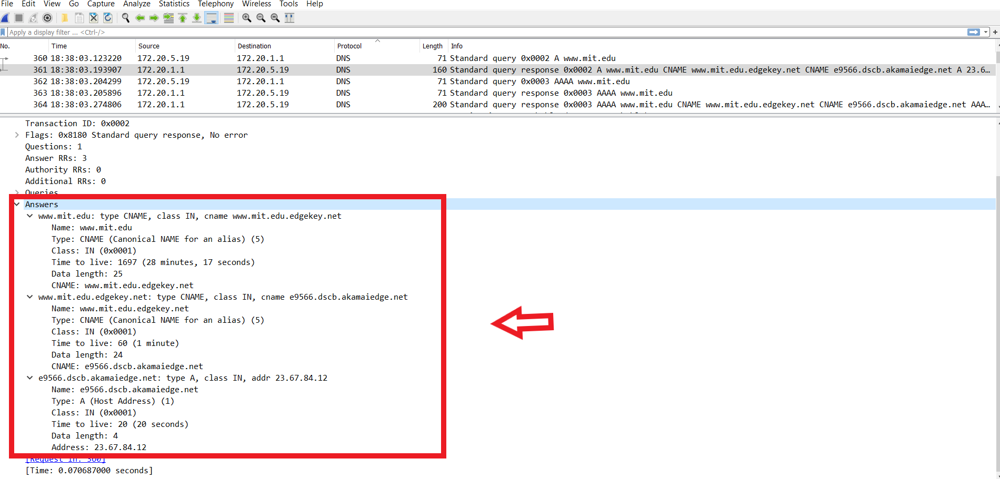 File Edit View Go Capture Analyze Statistics Telephony Wireless Tools Help
Apply a display filter ... <Ctrl-/>
No. Time Source Destination Protocol Length Info
360 18:38:03.123220 172.20.5.19 172.20.1.1 DNS 71 Standard query 0x0002 A www.mit.edu
361 18:38:03.193907 172.20.1.1 172.20.5.19 DNS 160 Standard query response 0x0002 A www.mit.edu CNAME www.mit.edu.edgekey.net CNAME e9566.dscb.akamaiedge.net A 23.6…
362 18:38:03.204299 172.20.5.19 172.20.1.1 DNS 71 Standard query 0x0003 AAAA www.mit.edu
363 18:38:03.205896 172.20.1.1 172.20.5.19 DNS 71 Standard query response 0x0003 AAAA www.mit.edu
364 18:38:03.274806 172.20.1.1 172.20.5.19 DNS 200 Standard query response 0x0003 AAAA www.mit.edu CNAME www.mit.edu.edgekey.net CNAME e9566.dscb.akamaiedge.net AAA…
Transaction ID: 0x0002
Flags: 0x8180 Standard query response, No error
Questions: 1
Answer RRs: 3
Authority RRs: 0
Additional RRs: 0
Queries
Answers
www.mit.edu: type CNAME, class IN, cname www.mit.edu.edgekey.net
Name: www.mit.edu
Type: CNAME (Canonical NAME for an alias) (5)
Class: IN (0x0001)
Time to live: 1697 (28 minutes, 17 seconds)
Data length: 25
CNAME: www.mit.edu.edgekey.net
www.mit.edu.edgekey.net: type CNAME, class IN, cname e9566.dscb.akamaiedge.net
Name: www.mit.edu.edgekey.net
Type: CNAME (Canonical NAME for an alias) (5)
Class: IN (0x0001)
Time to live: 60 (1 minute)
Data length: 24
CNAME: e9566.dscb.akamaiedge.net
e9566.dscb.akamaiedge.net: type A, class IN, addr 23.67.84.12
Name: e9566.dscb.akamaiedge.net
Type: A (Host Address) (1)
Class: IN (0x0001)
Time to live: 20 (20 seconds)
Data length: 4
Address: 23.67.84.12
[Request In: 360]
[Time: 0.070687000 seconds]